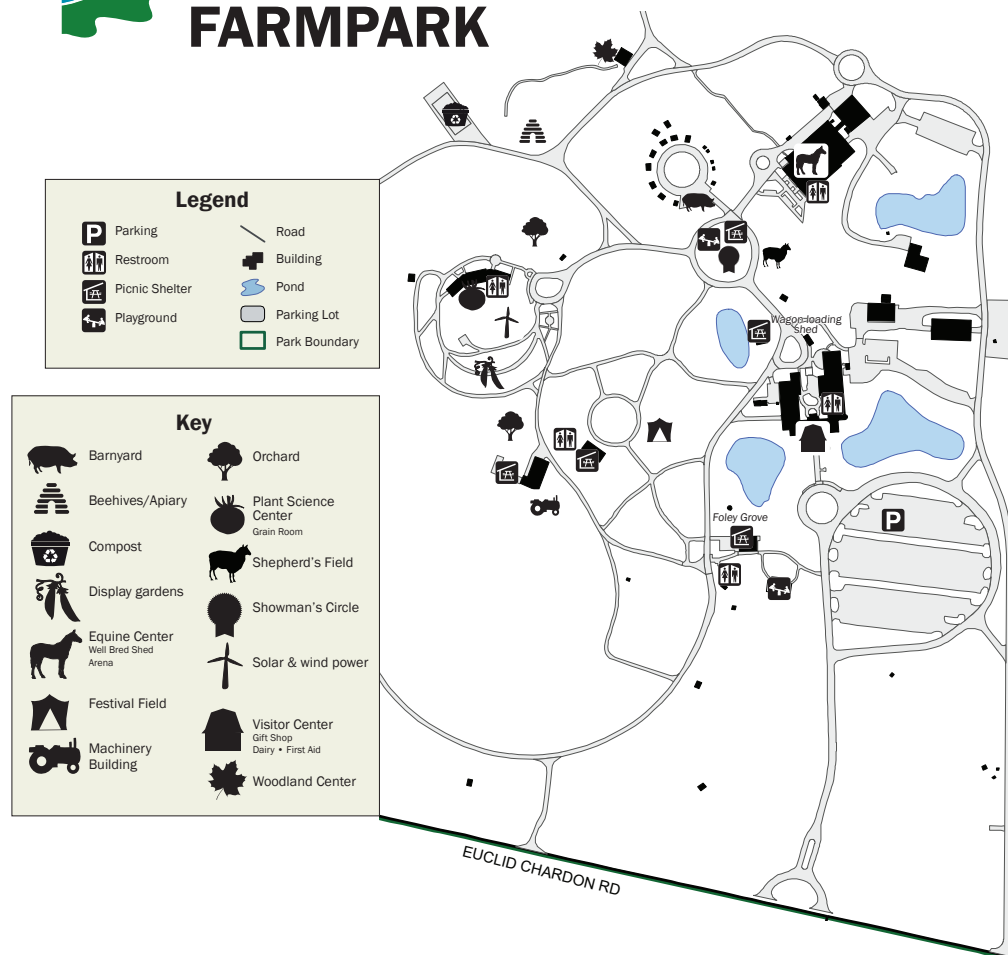 FARMPARK
Legend
P Parking
Restroom
Picnic Shelter
Playground
Road
Building
Pond
Parking Lot
Park Boundary
Key
Barnyard
Beehives/Apiary
Compost
Display gardens
Equine Center
Well Bred Shed
Arena
Festival Field
Machinery
Building
Orchard
Plant Science
Center
Grain Room
Shepherd's Field
Showman's Circle
Solar & wind power
Visitor Center
Gift Shop
Dairy • First Aid
Woodland Center
Wagon loading
shed
Foley Grove
P
EUCLID CHARDON RD